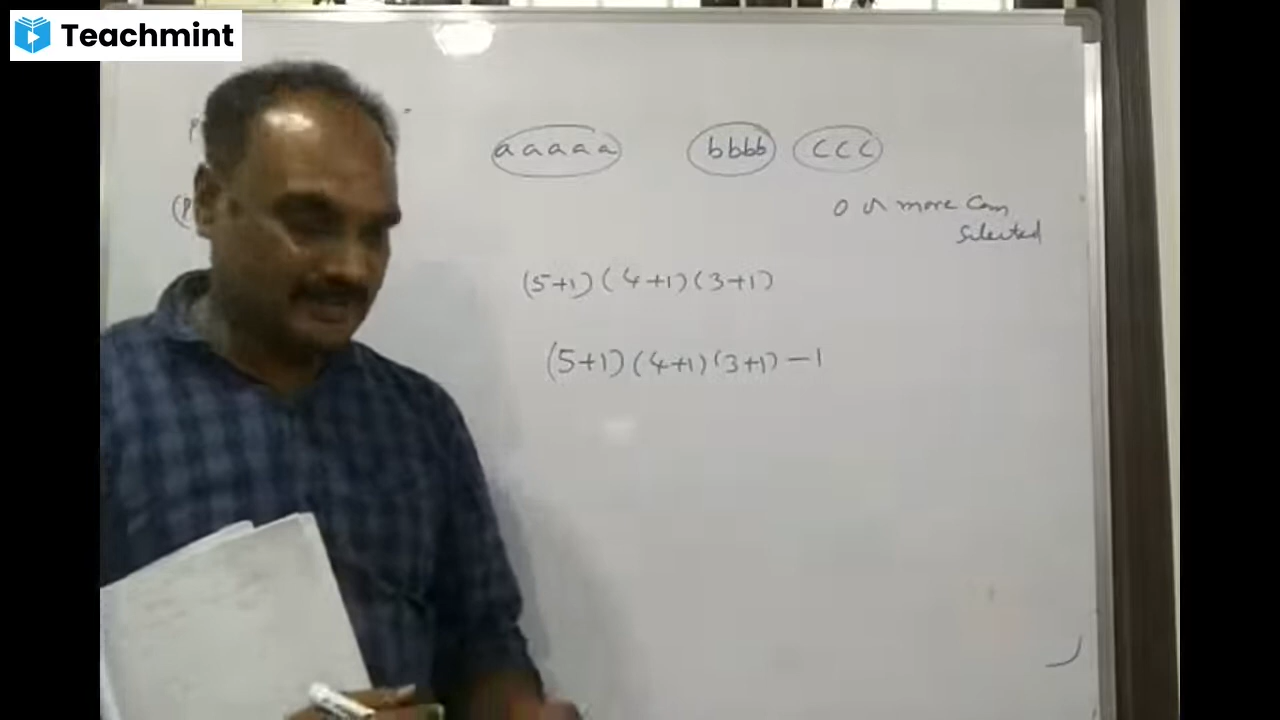 Teachmint
aaaaa bbbb ccc
0 or more can
selected
(5+1)(4+1)(3+1)
(5+1)(4+1)(3+1)-1